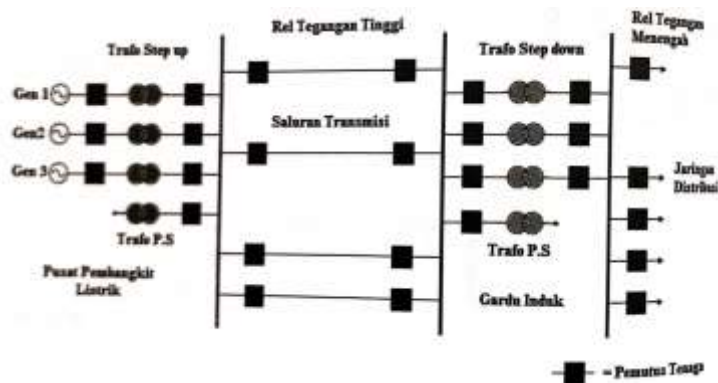 Trafo Step up
Rel Tegangan Tinggi
Trafo Step down
Rel Tegangan
Menengah
Gen 1
Gen2
Saluran Transmisi
Gen 3
Jaringa
Distribusi
Trafo P.S
Trafo P.S
Pusat Pembangkit
Listrik
Gardu Induk
= Pemutus Tenaga